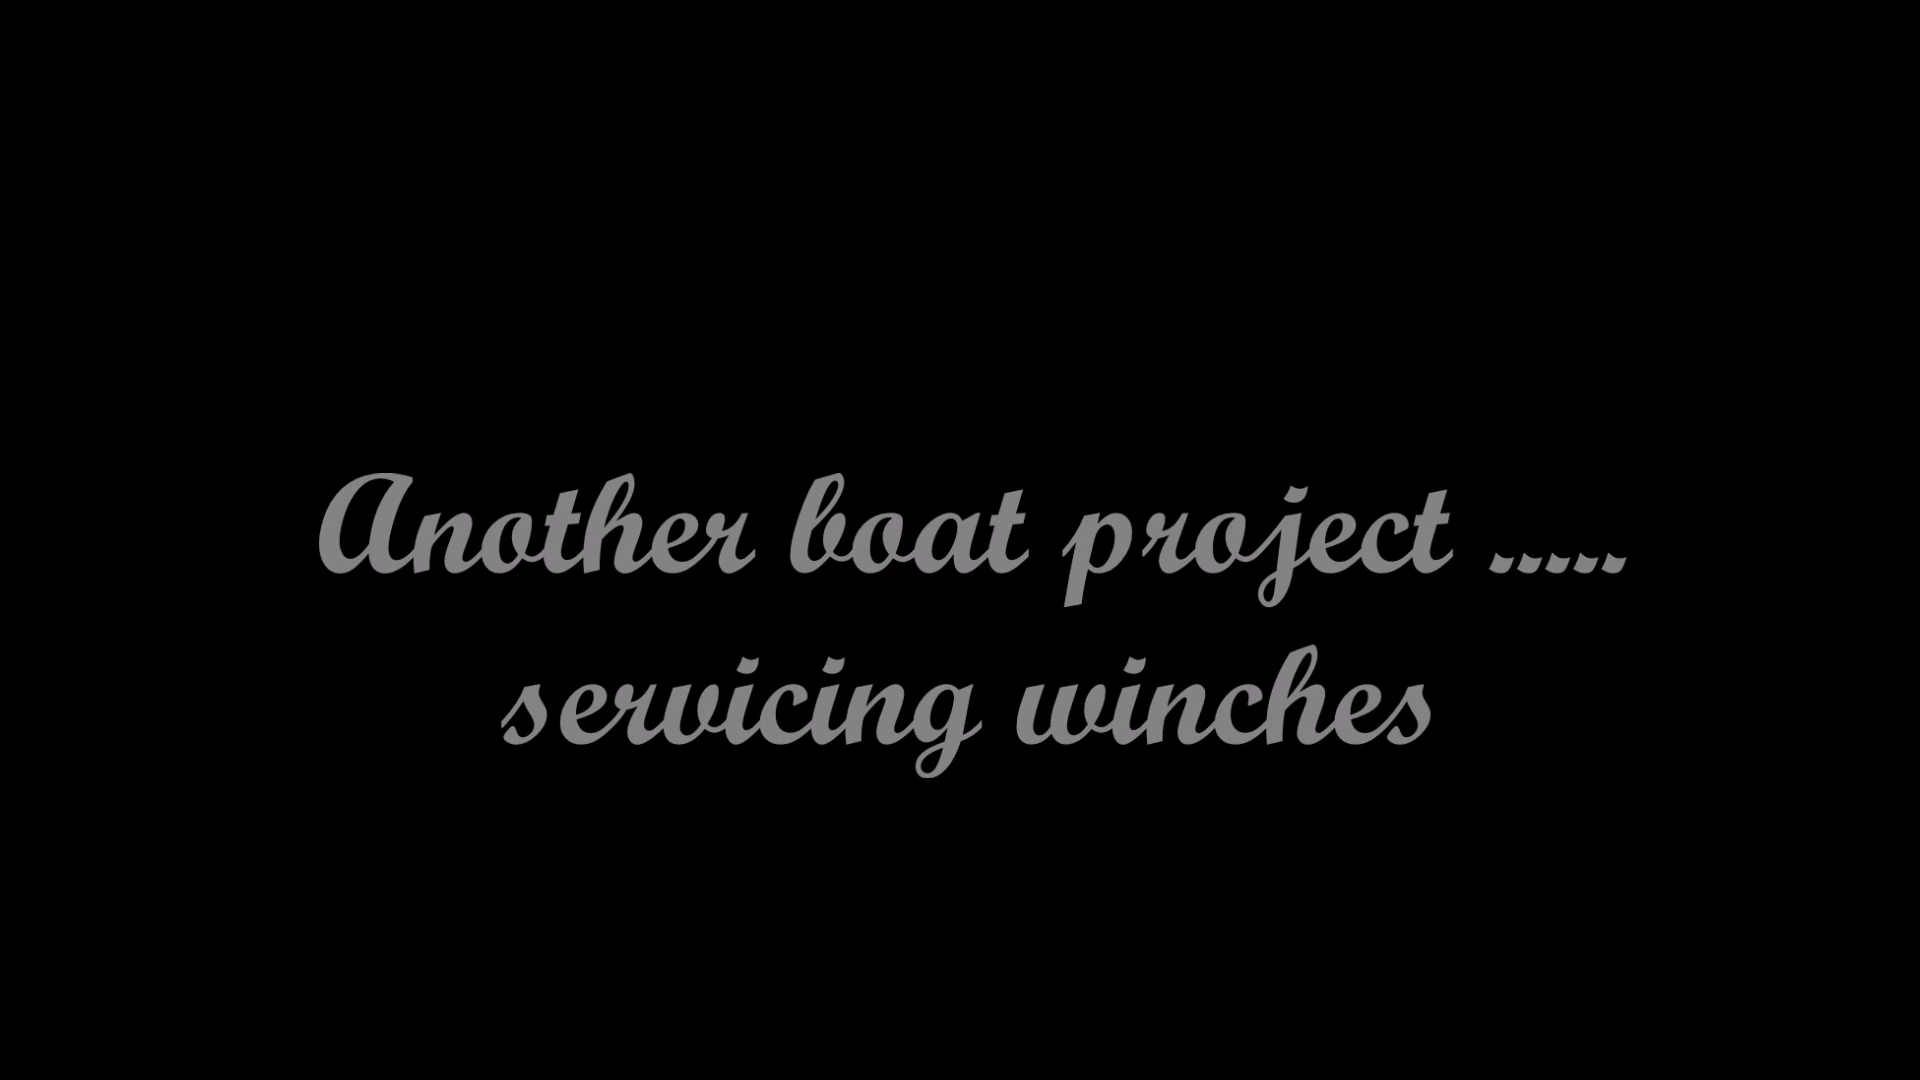 Another boat project .....
servicing winches